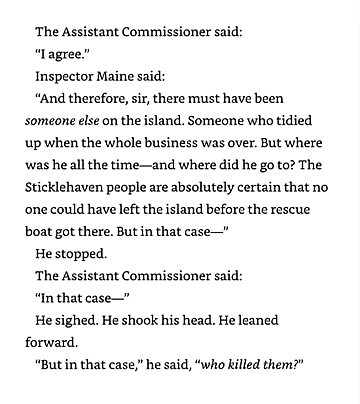 The Assistant Commissioner said:
“I agree.”
Inspector Maine said:
“And therefore, sir, there must have been
someone else on the island. Someone who tidied
up when the whole business was over. But where
was he all the time—and where did he go to? The
Sticklehaven people are absolutely certain that no
one could have left the island before the rescue
boat got there. But in that case—”
He stopped.
The Assistant Commissioner said:
“In that case—”
He sighed. He shook his head. He leaned
forward.
“But in that case,” he said, “who killed them?”